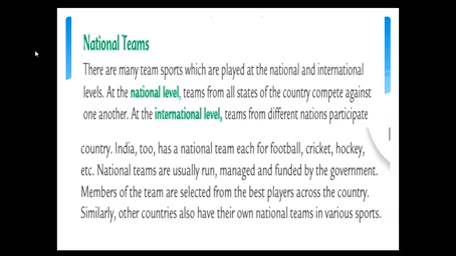 National Teams
There are many team sports which are played at the national and international
levels. At the national level, teams from all states of the country compete against
one another. At the international level, teams from different nations participate
country. India, too, has a national team each for football, cricket, hockey,
etc. National teams are usually run, managed and funded by the government.
Members of the team are selected from the best players across the country.
Similarly, other countries also have their own national teams in various sports.